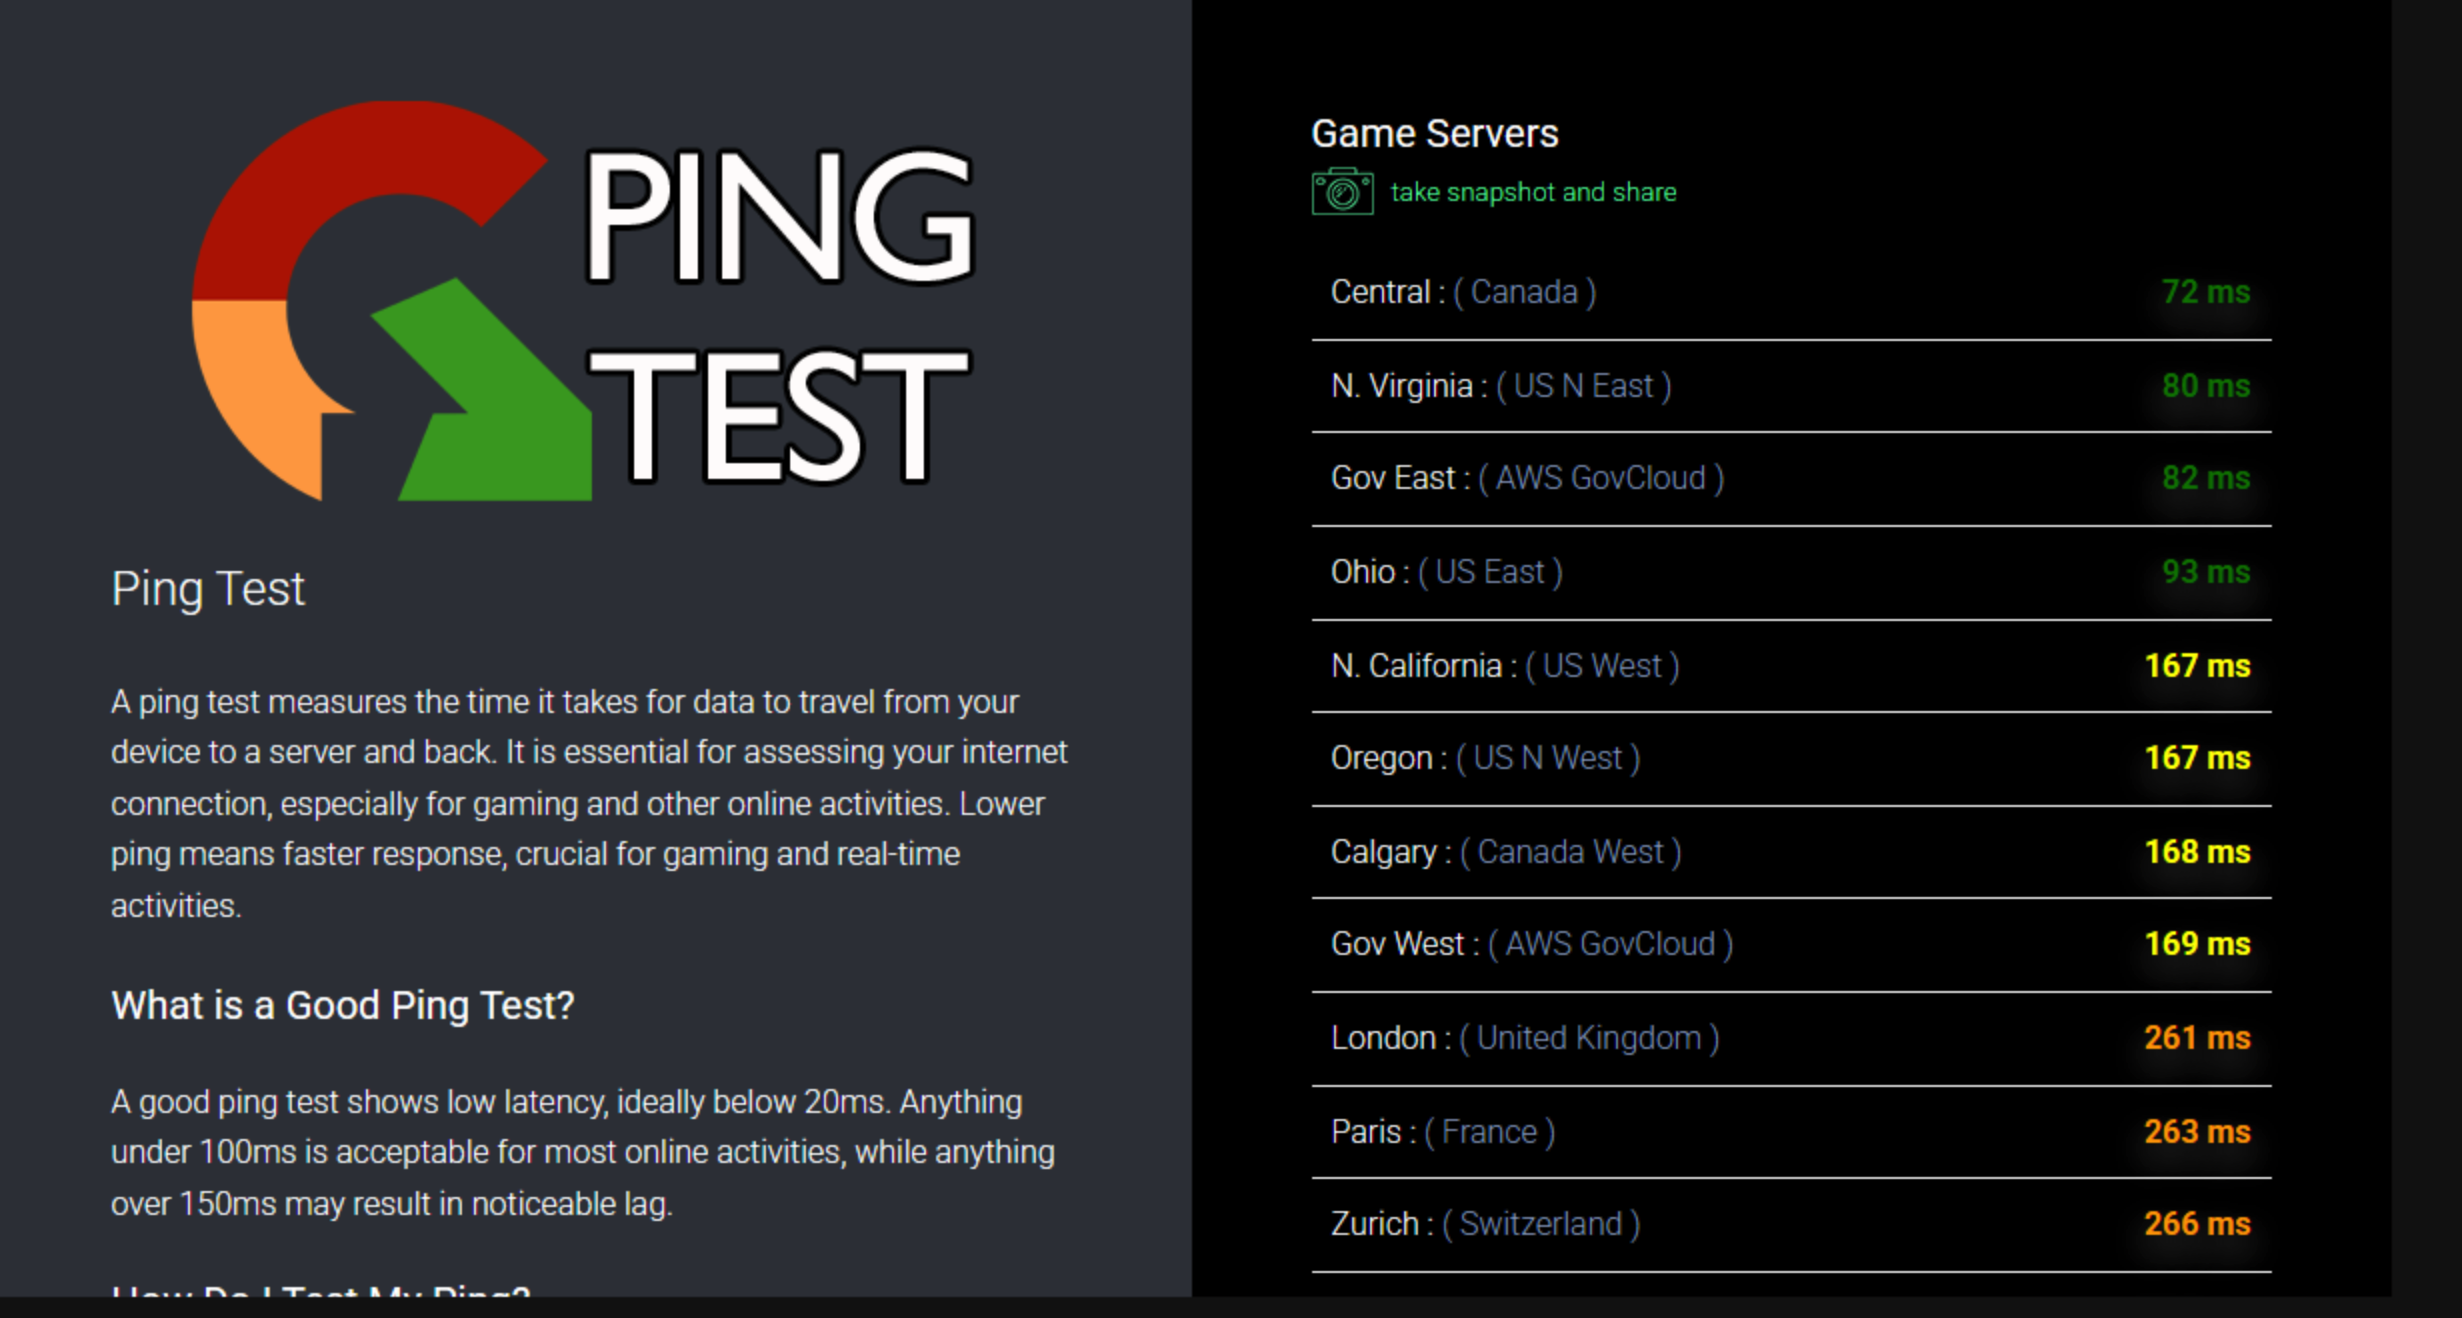 PING
TEST
Ping Test
A ping test measures the time it takes for data to travel from your
device to a server and back. It is essential for assessing your internet
connection, especially for gaming and other online activities. Lower
ping means faster response, crucial for gaming and real-time
activities.
What is a Good Ping Test?
A good ping test shows low latency, ideally below 20ms. Anything
under 100ms is acceptable for most online activities, while anything
over 150ms may result in noticeable lag.
How Do I Test My Ping?
Game Servers
take snapshot and share
Central : ( Canada ) 72 ms
N. Virginia : ( US N East ) 80 ms
Gov East : ( AWS GovCloud ) 82 ms
Ohio : ( US East ) 93 ms
N. California : ( US West ) 167 ms
Oregon : ( US N West ) 167 ms
Calgary : ( Canada West ) 168 ms
Gov West : ( AWS GovCloud ) 169 ms
London : ( United Kingdom ) 261 ms
Paris : ( France ) 263 ms
Zurich : ( Switzerland ) 266 ms